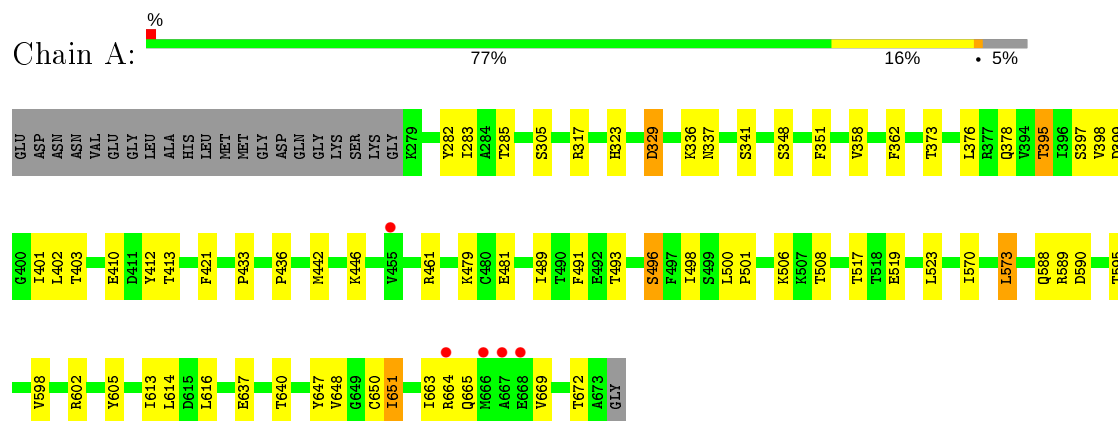 %
Chain A:
77% 16% • 5%
GLU ASP ASN ASN VAL GLU GLY LEU ALA HIS LEU MET MET GLY ASP GLN GLY LYS SER LYS GLY K279 Y282 I283 A284 T285 S305 R317 H323 D329 K336 N337 S341 S348 F351 V358 F362 T373 L376 R377 Q378 V394 T395 I396 S397 V398
G400 I401 L402 T403 E410 D411 Y412 T413 F421 P433 P436 M442 K446 V455 R461 K479 C480 E481 I489 T490 F491 E492 T493 S496 F497 I498 S499 L500 P501 K506 K507 T508 T517 T518 E519 L523 I570 L573 Q588 R589 D590 T595
V598 R602 Y605 I613 L614 D615 L616 E637 T640 Y647 V648 G649 C650 I651 I663 R664 Q665 M666 A667 E668 V669 T672 A673 GLY